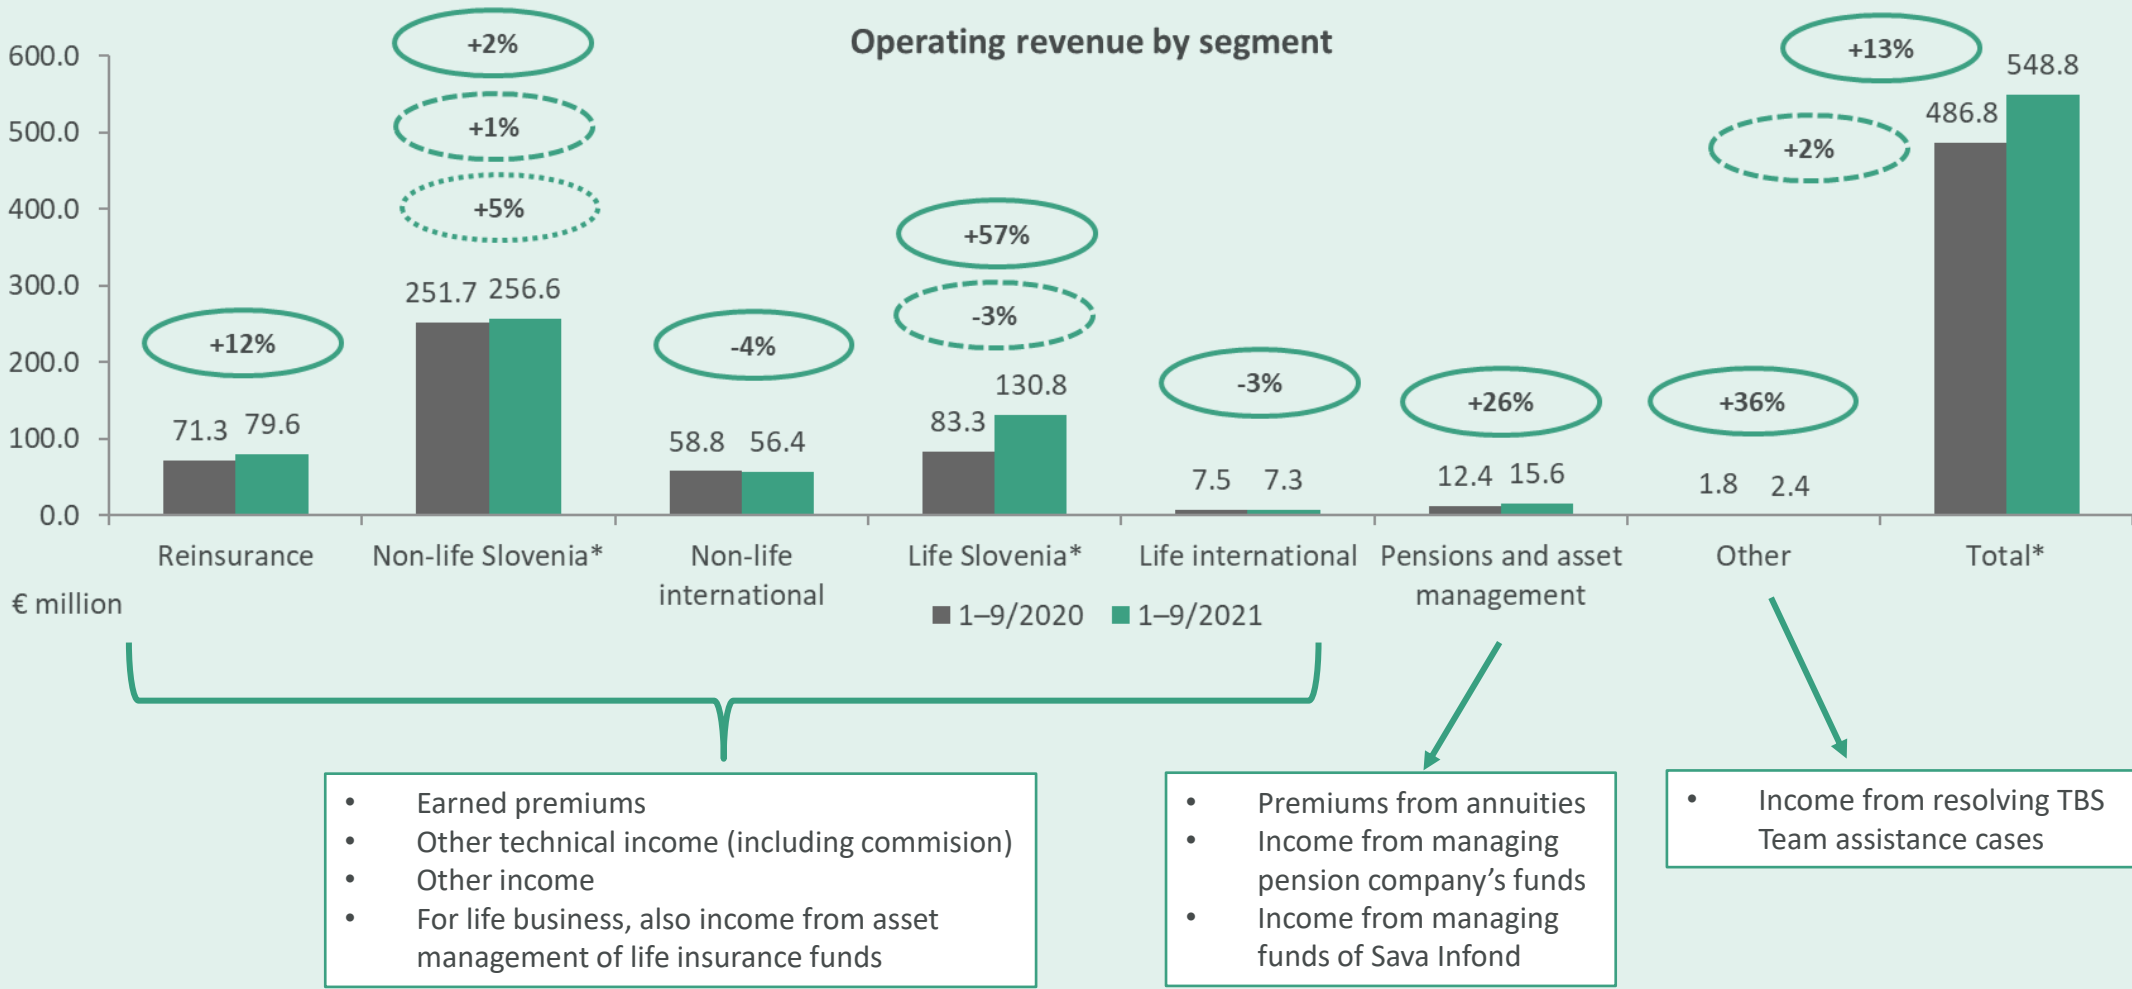 Operating revenue by segment
600.0
500.0
400.0
300.0
200.0
100.0
0.0
+12%
71.3 79.6
+2%
+1%
+5%
251.7 256.6
-4%
58.8 56.4
+57%
-3%
83.3 130.8
-3%
7.5 7.3
+26%
12.4 15.6
+36%
1.8 2.4
+13%
+2%
486.8 548.8
Reinsurance
Non-life Slovenia*
Non-life
international
Life Slovenia*
Life international
Pensions and asset
management
Other
Total*
€ million
1–9/2020 1–9/2021
• Earned premiums
• Other technical income (including commision)
• Other income
• For life business, also income from asset
management of life insurance funds
• Premiums from annuities
• Income from managing
pension company’s funds
• Income from managing
funds of Sava Infond
• Income from resolving TBS
Team assistance cases